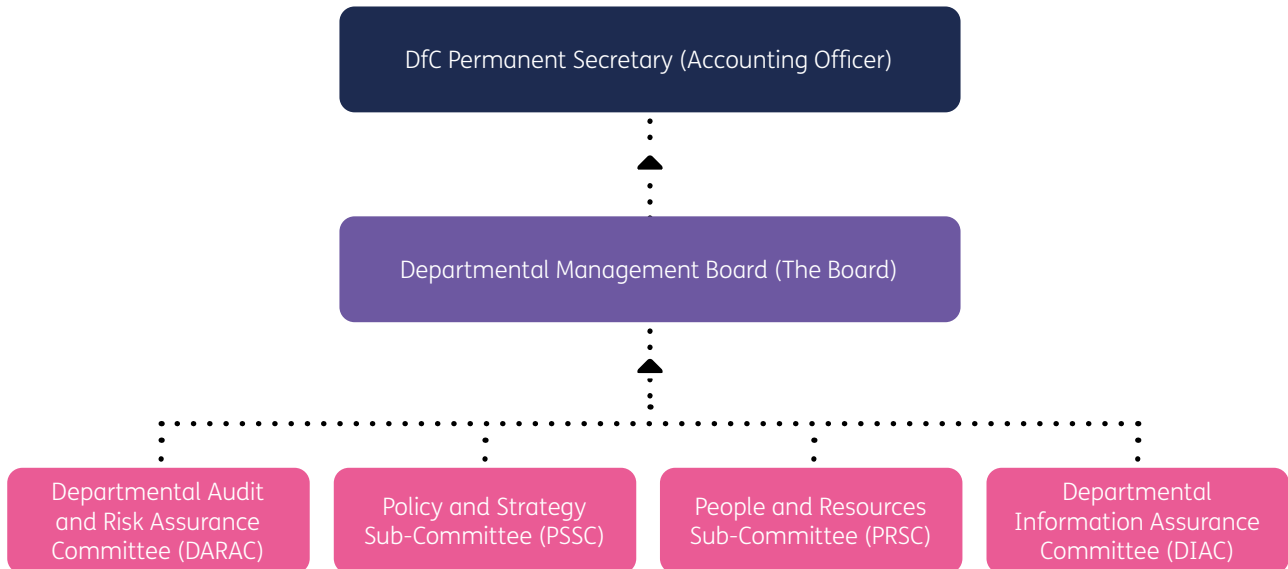 DfC Permanent Secretary (Accounting Officer)
Departmental Management Board (The Board)
Departmental Audit
and Risk Assurance
Committee (DARAC)
Policy and Strategy
Sub-Committee (PSSC)
People and Resources
Sub-Committee (PRSC)
Departmental
Information Assurance
Committee (DIAC)